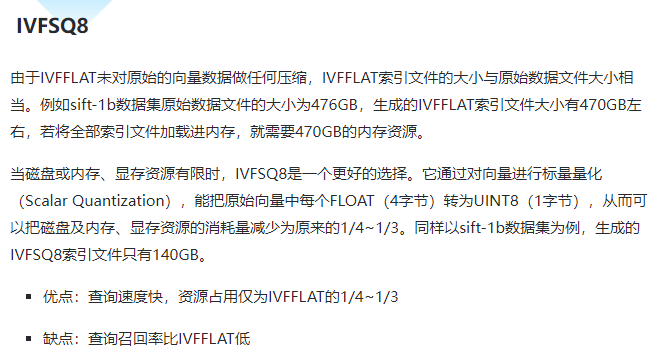 IVFSQ8
由于IVFFLAT未对原始的向量数据做任何压缩，IVFFLAT索引文件的大小与原始数据文件大小相
当。例如sift-1b数据集原始数据文件的大小为476GB，生成的IVFFLAT索引文件大小有470GB左
右，若将全部索引文件加载进内存，就需要470GB的内存资源。
当磁盘或内存、显存资源有限时，IVFSQ8是一个更好的选择。它通过对向量进行标量量化
（Scalar Quantization），能把原始向量中每个FLOAT（4字节）转为UINT8（1字节），从而可
以把磁盘及内存、显存资源的消耗量减少为原来的1/4~1/3。同样以sift-1b数据集为例，生成的
IVFSQ8索引文件只有140GB。
▪ 优点：查询速度快，资源占用仅为IVFFLAT的1/4~1/3
▪ 缺点：查询召回率比IVFFLAT低